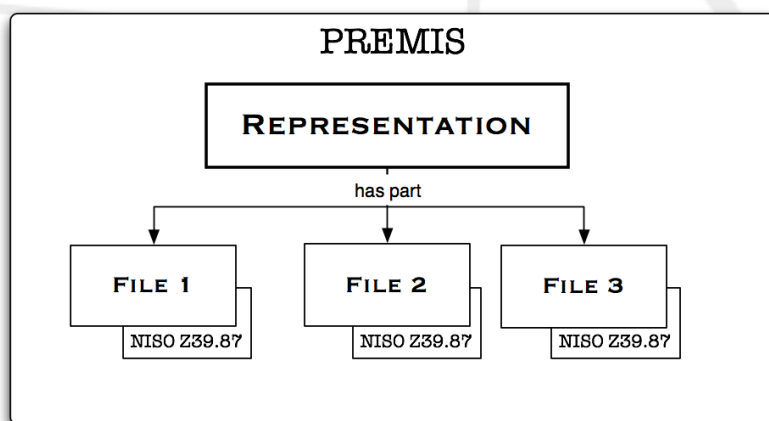 PREMIS
REPRESENTATION
has part
FILE 1
FILE 2
FILE 3
NISO Z39.87
NISO Z39.87
NISO Z39.87